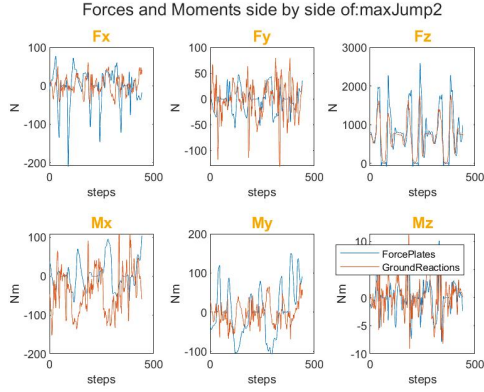 Forces and Moments side by side of:maxJump2
Fx
Fy
Fz
100
0
-100
-200
N
0
500
steps
100
50
0
-50
-100
N
0
500
steps
3000
2000
1000
0
N
0
500
steps
Mx
My
Mz
100
0
-100
-200
Nm
0
500
steps
200
100
0
-100
Nm
0
500
steps
10
5
0
-5
-10
Nm
0
500
steps
ForcePlates
GroundReactions